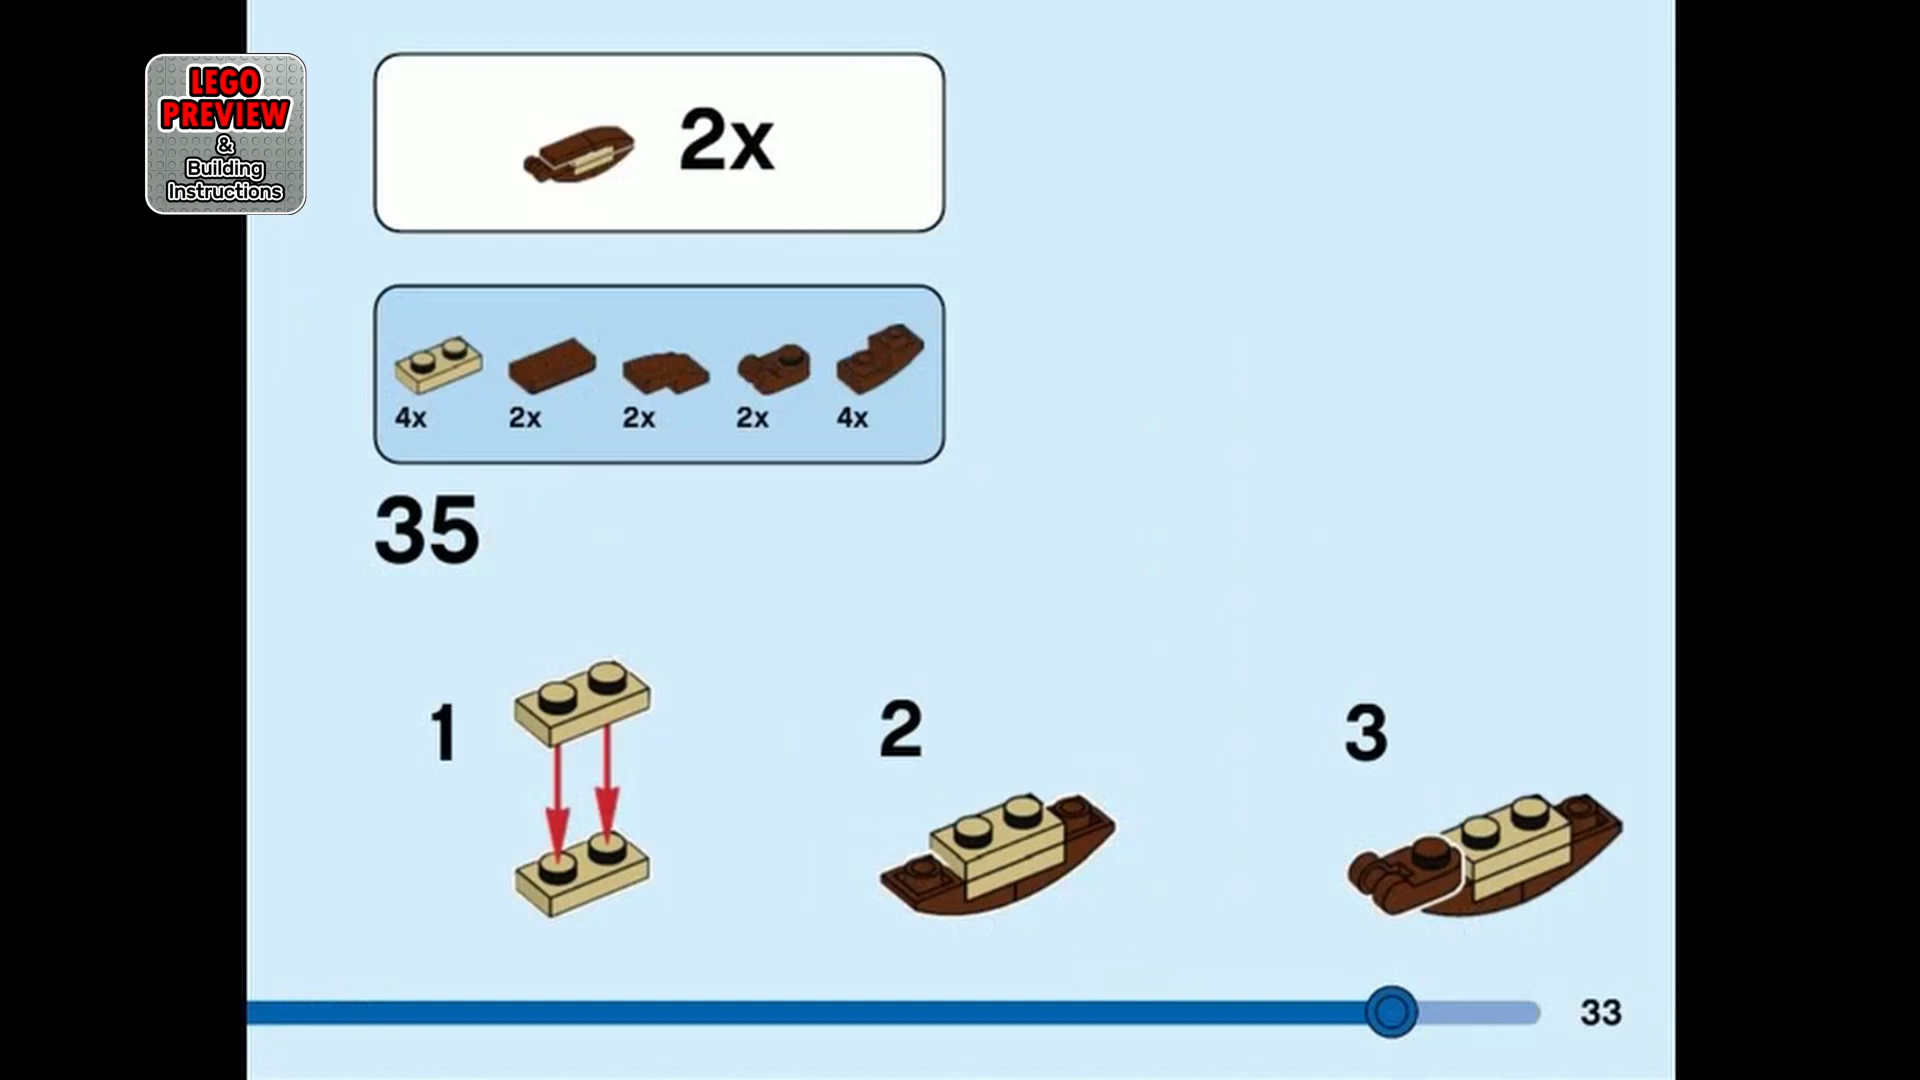 LEGO
PREVIEW
&
Building
Instructions
2x
4x 2x 2x 2x 4x
35
1 2 3
33